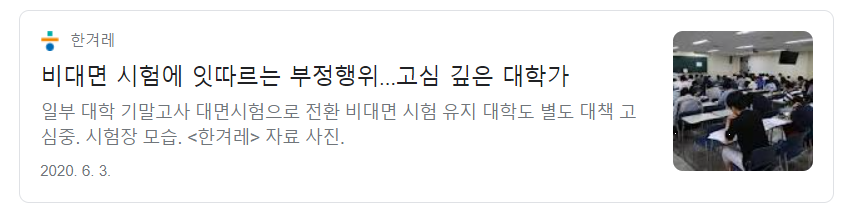 한겨레
비대면 시험에 잇따르는 부정행위...고심 깊은 대학가
일부 대학 기말고사 대면시험으로 전환 비대면 시험 유지 대학도 별도 대책 고
심중. 시험장 모습. <한겨레> 자료 사진.
2020. 6. 3.